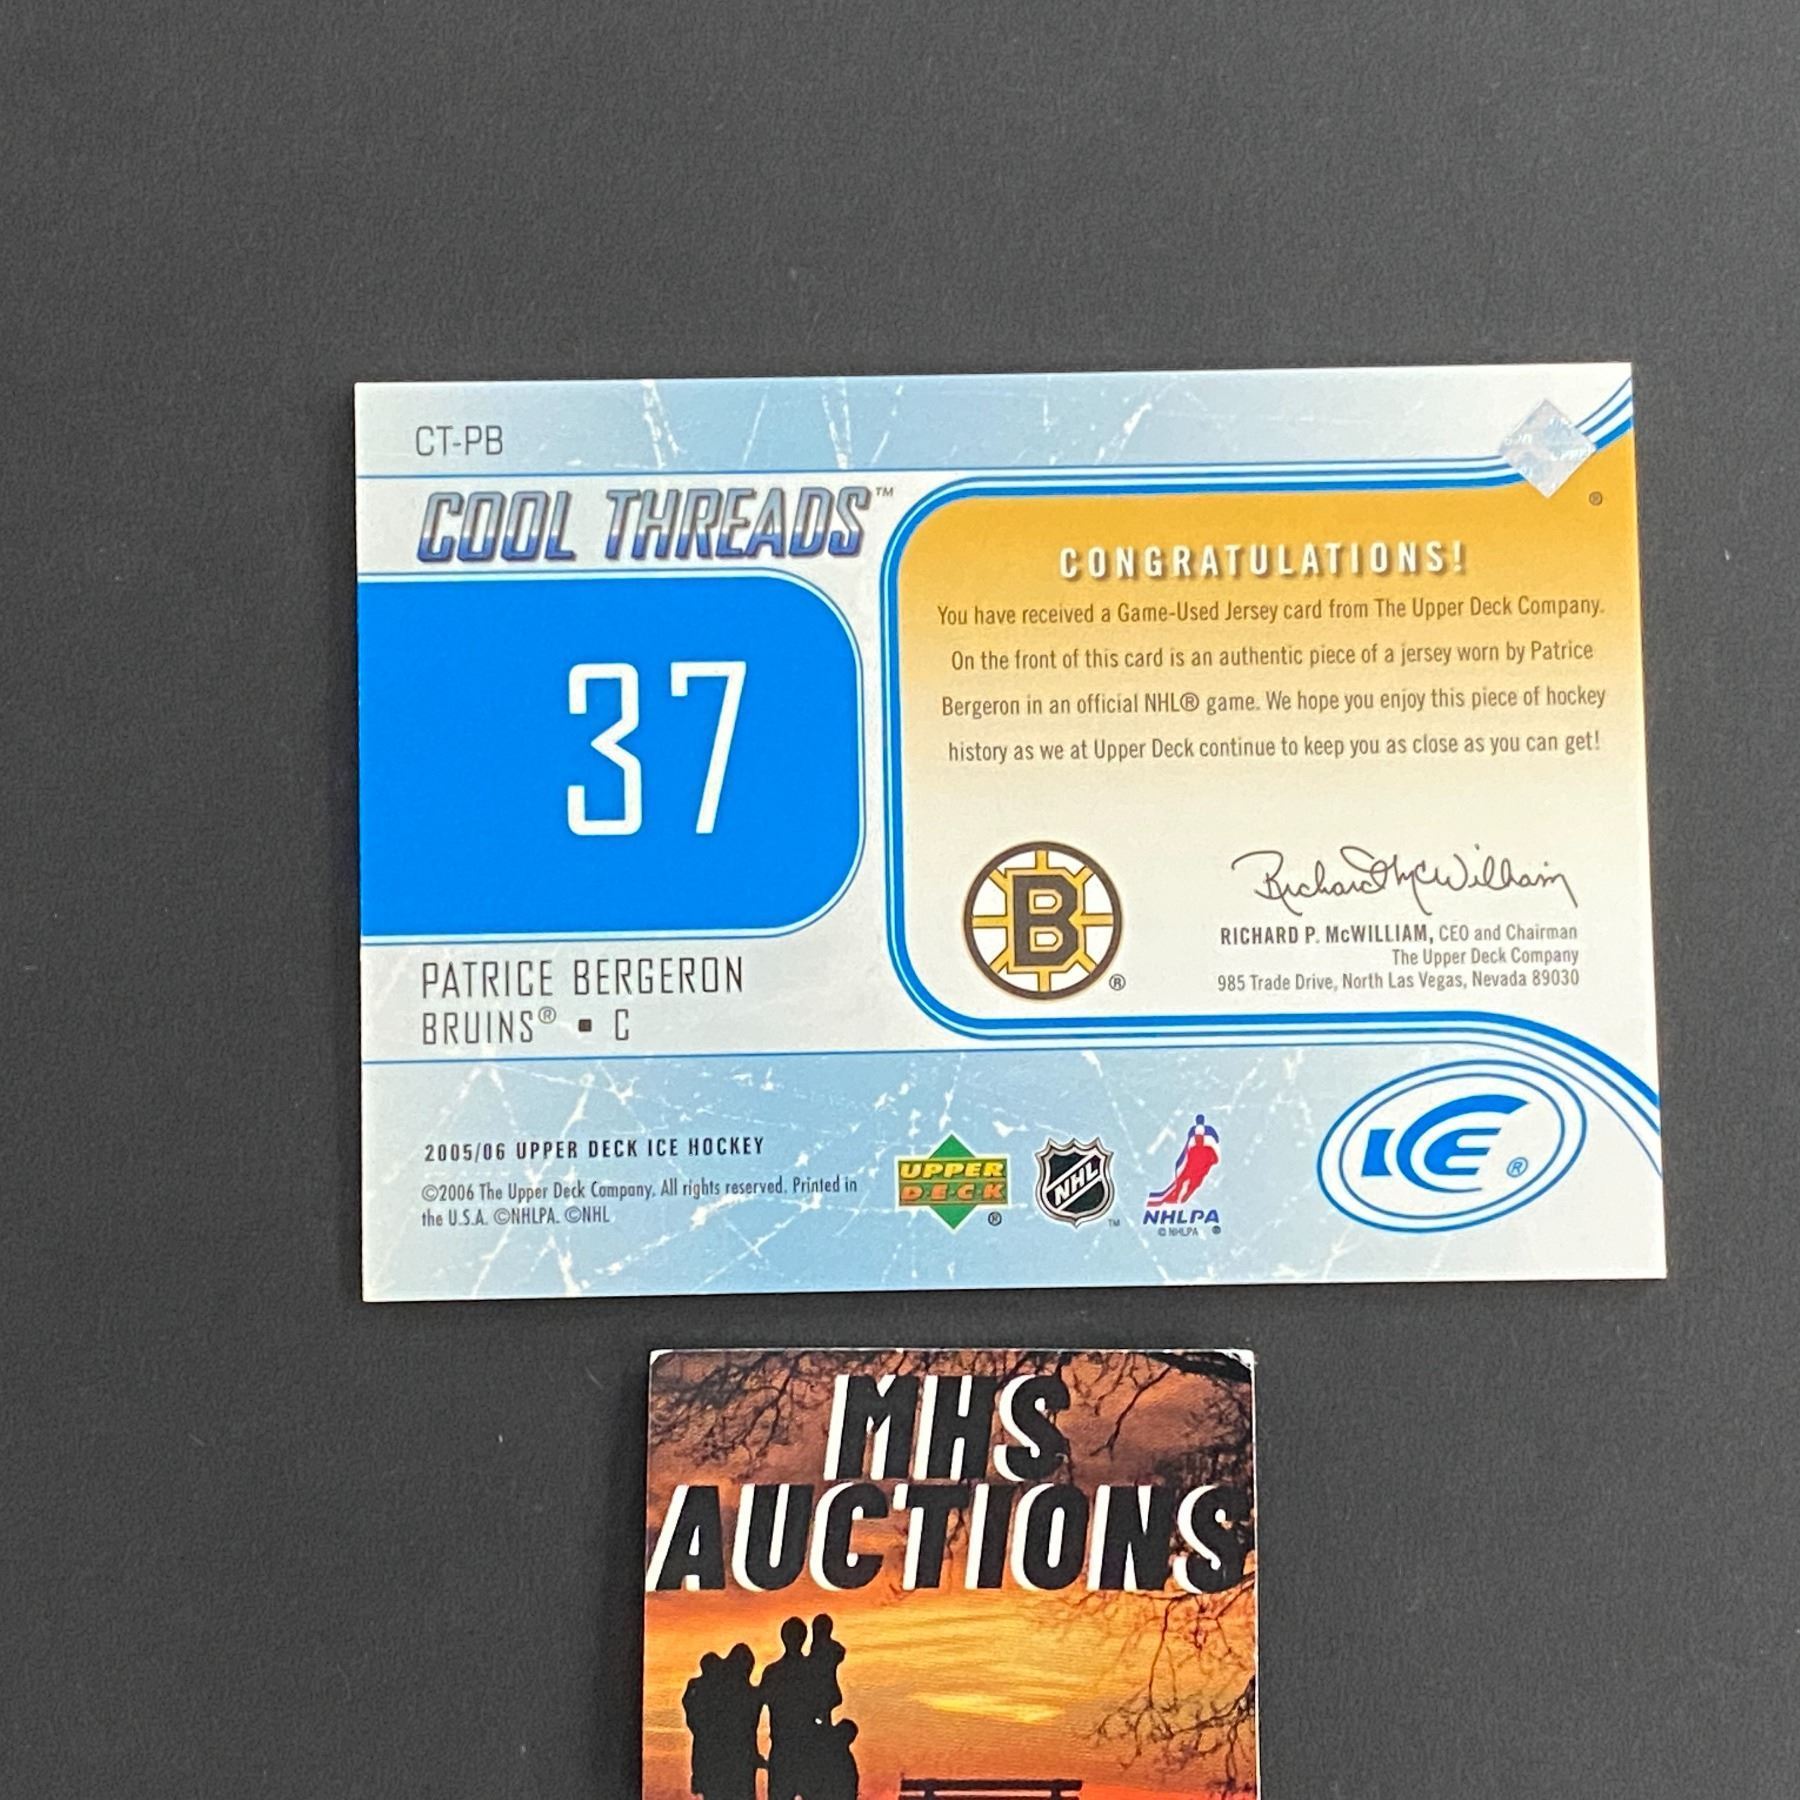 CT-PB
COOL THREADS™
37
PATRICE BERGERON
BRUINS® ▪ C
CONGRATULATIONS!
You have received a Game-Used Jersey card from The Upper Deck Company.
On the front of this card is an authentic piece of a jersey worn by Patrice
Bergeron in an official NHL® game. We hope you enjoy this piece of hockey
history as we at Upper Deck continue to keep you as close as you can get!
®
B
®
Richard McWilliam
RICHARD P. McWILLIAM, CEO and Chairman
The Upper Deck Company
985 Trade Drive, North Las Vegas, Nevada 89030
2005/06 UPPER DECK ICE HOCKEY
©2006 The Upper Deck Company. All rights reserved. Printed in
the U.S.A. ©NHLPA. ©NHL
UPPER
DECK
®
NHL
™
NHLPA
© NHLPA ®
ICE®
MHS
AUCTIONS